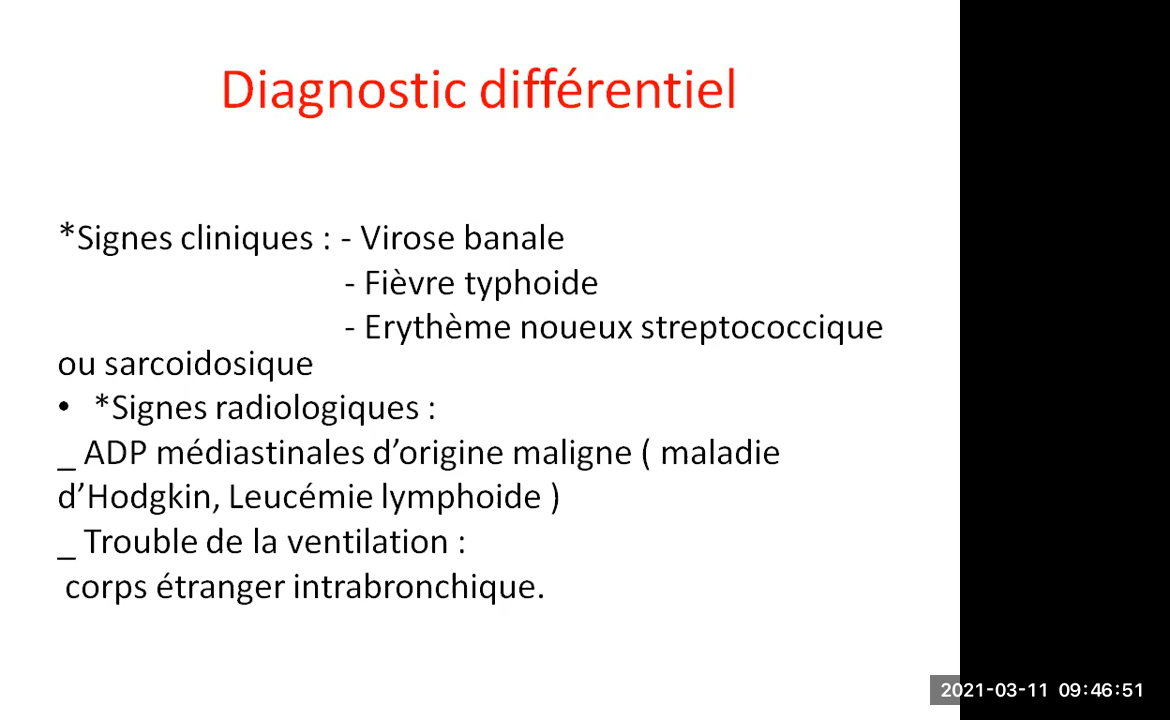 Diagnostic différentiel
*Signes cliniques : - Virose banale
- Fièvre typhoide
- Erythème noueux streptococcique
ou sarcoidosique
• *Signes radiologiques :
_ ADP médiastinales d’origine maligne ( maladie
d’Hodgkin, Leucémie lymphoide )
_ Trouble de la ventilation :
corps étranger intrabronchique.
2021-03-11 09:46:51